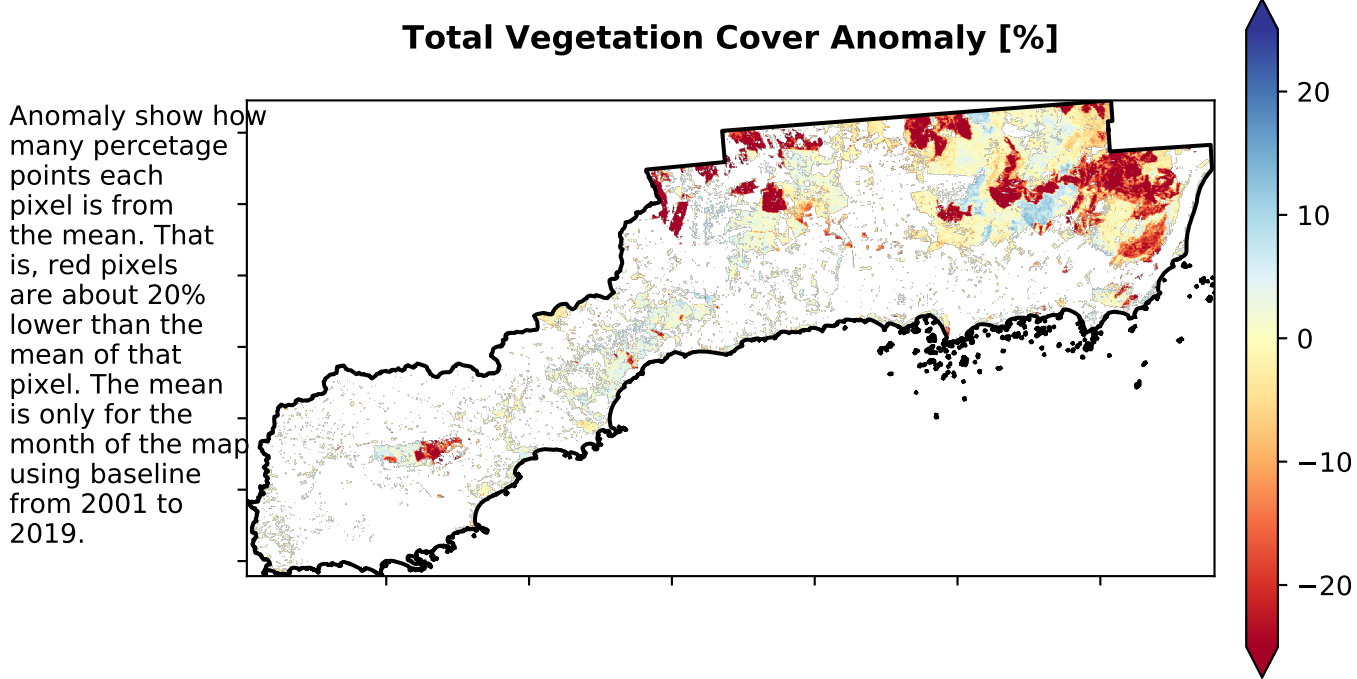 Total Vegetation Cover Anomaly [%]
Anomaly show how
many percetage
points each
pixel is from
the mean. That
is, red pixels
are about 20%
lower than the
mean of that
pixel. The mean
is only for the
month of the map
using baseline
from 2001 to
2019.
20
10
0
−10
−20